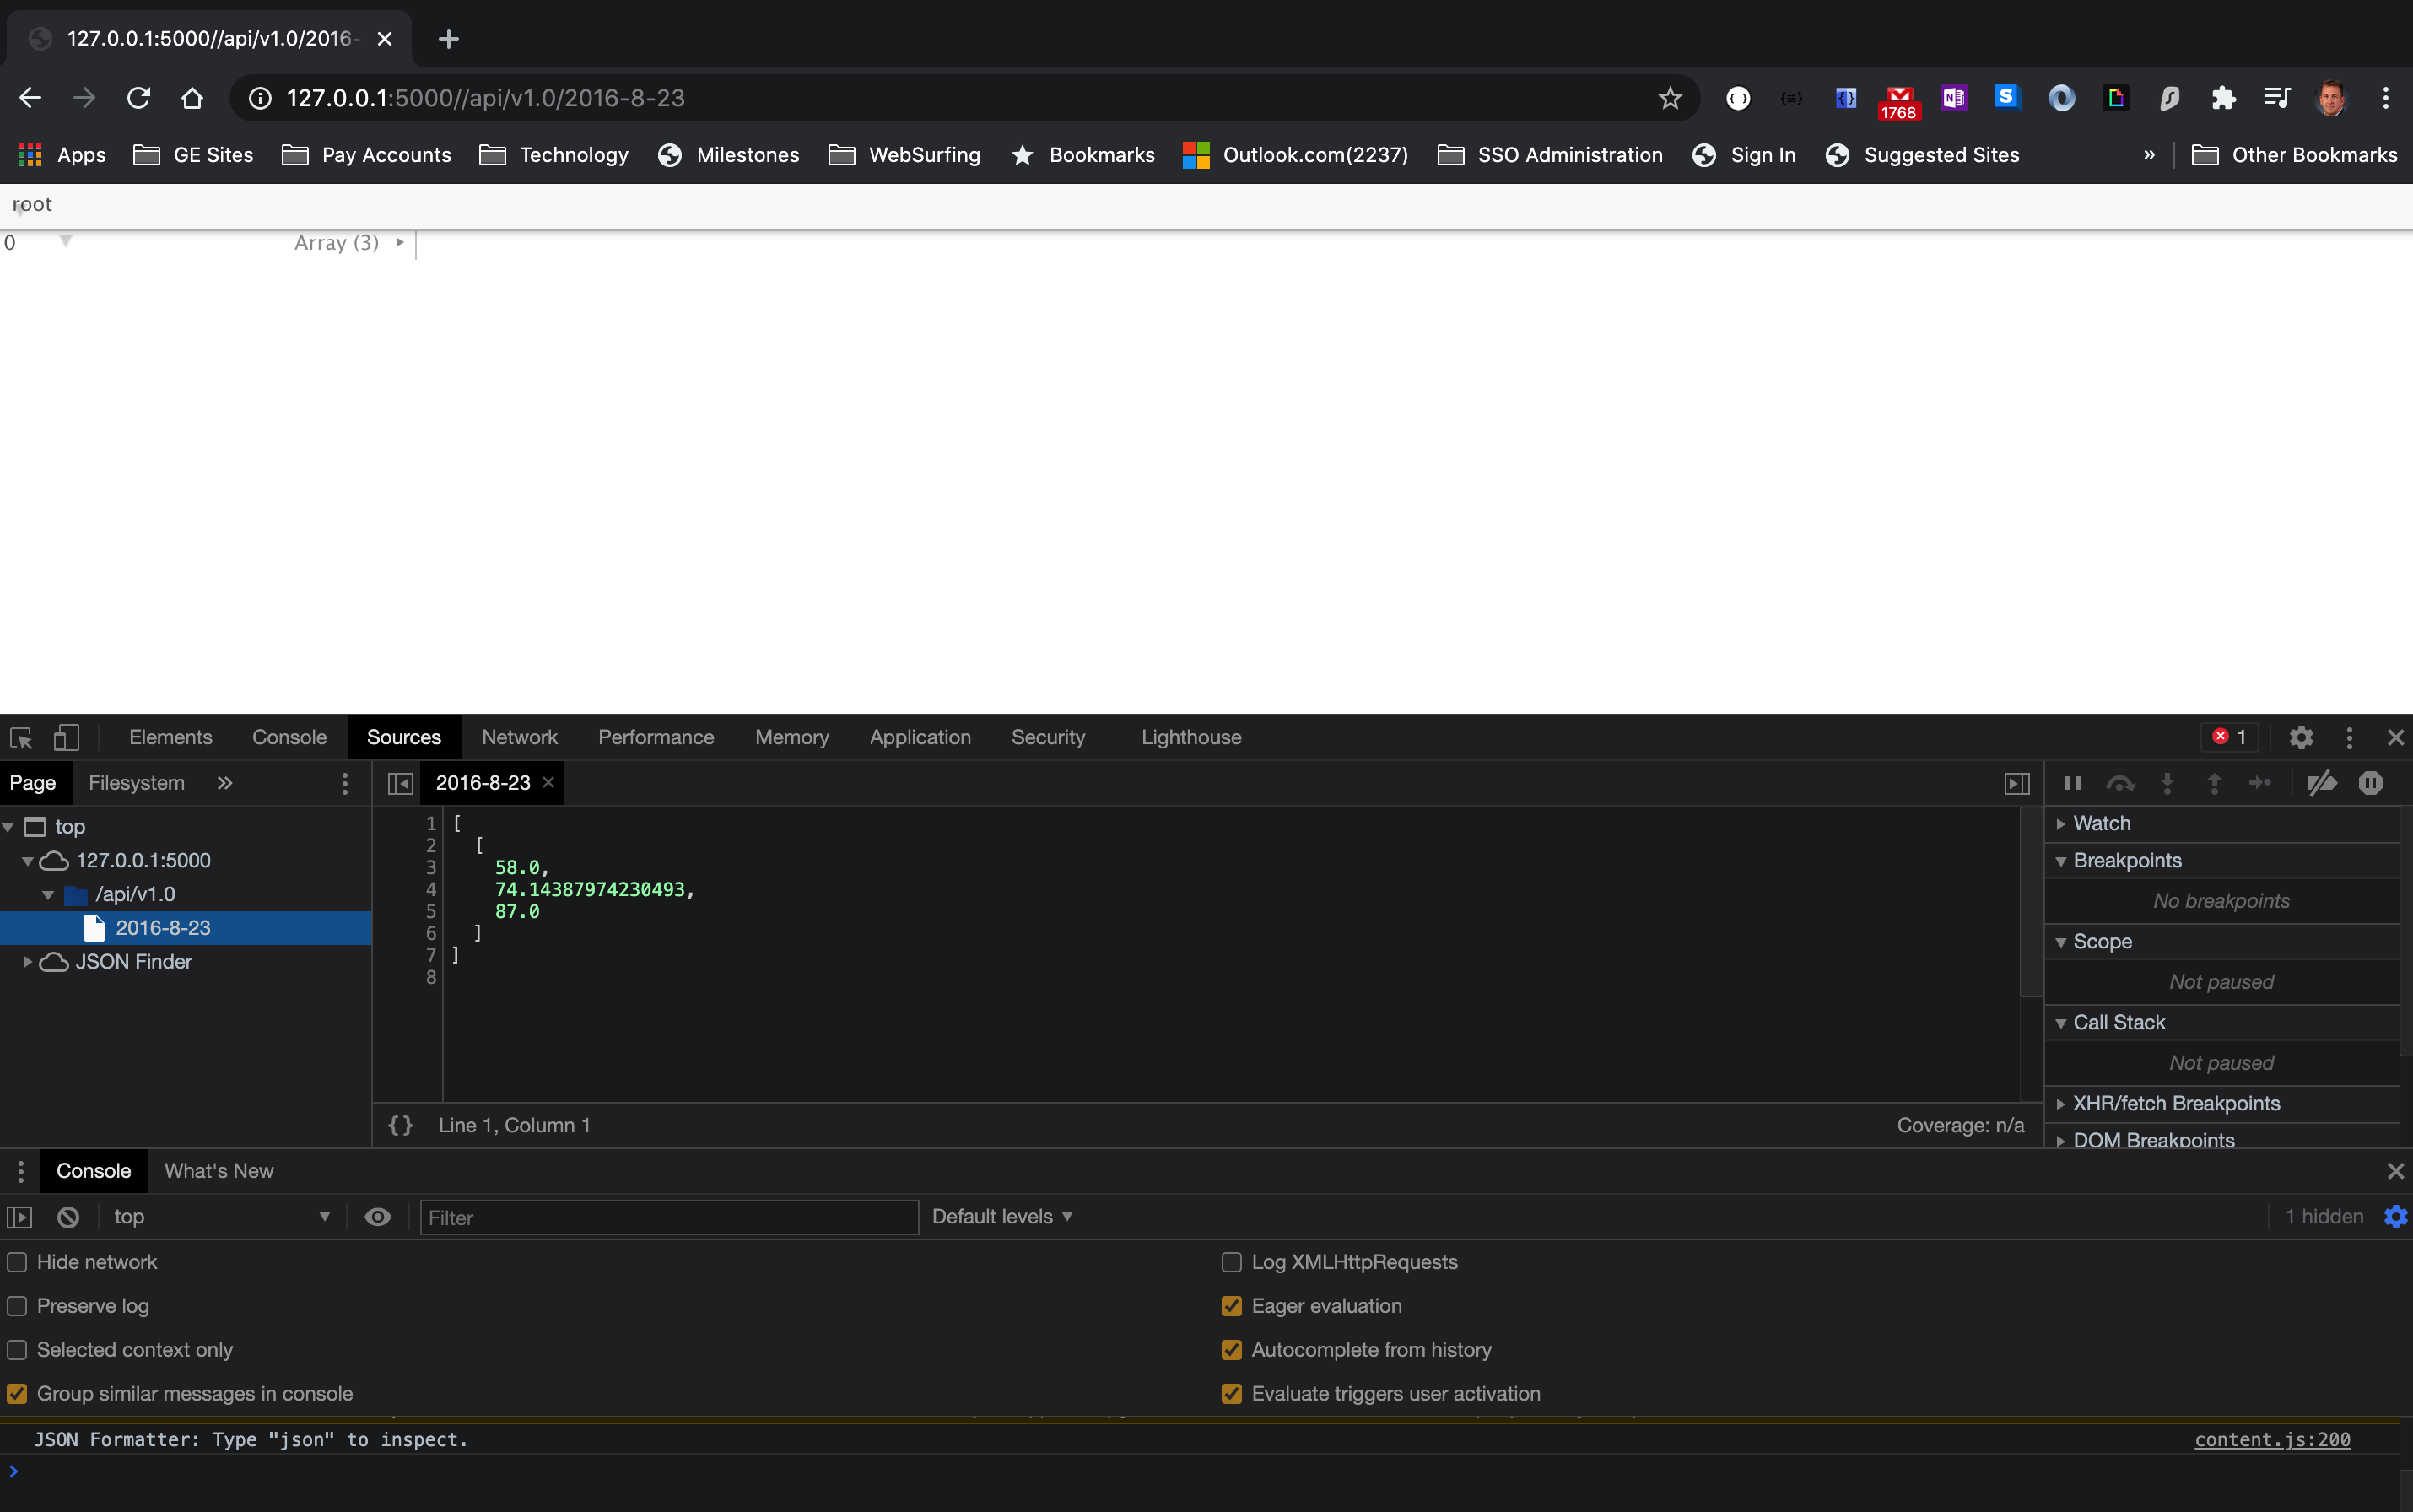 127.0.0.1:5000//api/v1.0/2016-
127.0.0.1:5000//api/v1.0/2016-8-23
1768
Apps GE Sites Pay Accounts Technology Milestones WebSurfing Bookmarks Outlook.com(2237) SSO Administration Sign In Suggested Sites » Other Bookmarks
root
0 Array (3)
Elements Console Sources Network Performance Memory Application Security Lighthouse 1
Page Filesystem » 2016-8-23
top
127.0.0.1:5000
/api/v1.0
2016-8-23
JSON Finder
1 [
2 [
3 58.0,
4 74.14387974230493,
5 87.0
6 ]
7 ]
8
{} Line 1, Column 1 Coverage: n/a
Watch
Breakpoints
No breakpoints
Scope
Not paused
Call Stack
Not paused
XHR/fetch Breakpoints
DOM Breakpoints
Console What's New
top Filter Default levels 1 hidden
Hide network Log XMLHttpRequests
Preserve log Eager evaluation
Selected context only Autocomplete from history
Group similar messages in console Evaluate triggers user activation
JSON Formatter: Type "json" to inspect. content.js:200